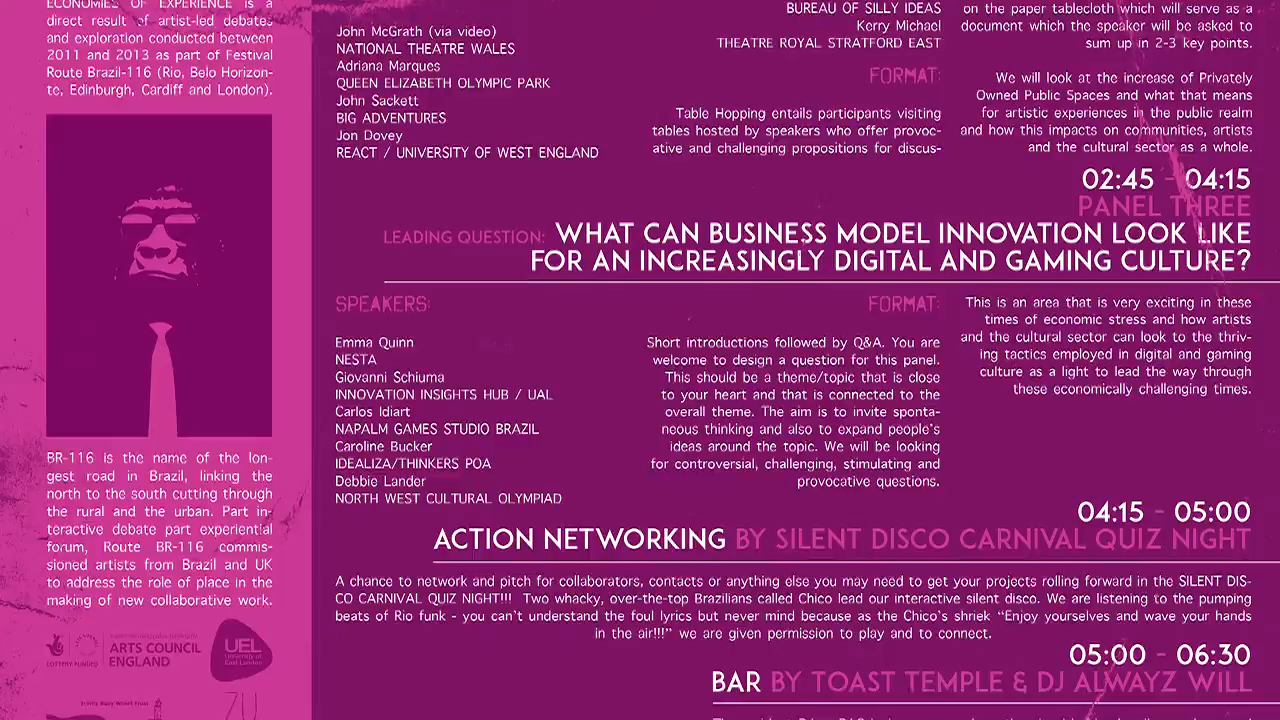 ECONOMIES OF EXPERIENCE is a
direct result of artist-led debates
and exploration conducted between
2011 and 2013 as part of Festival
Route Brazil-116 (Rio, Belo Horizon-
te, Edinburgh, Cardiff and London).
BR-116 is the name of the lon-
gest road in Brazil, linking the
north to the south cutting through
the rural and the urban. Part in-
teractive debate part experiential
forum, Route BR-116 commis-
sioned artists from Brazil and UK
to address the role of place in the
making of new collaborative work.
LOTTERY FUNDED
ARTS COUNCIL
ENGLAND
UEL
University of
East London
John McGrath (via video)
NATIONAL THEATRE WALES
Adriana Marques
QUEEN ELIZABETH OLYMPIC PARK
John Sackett
BIG ADVENTURES
Jon Dovey
REACT / UNIVERSITY OF WEST ENGLAND
BUREAU OF SILLY IDEAS
Kerry Michael
THEATRE ROYAL STRATFORD EAST
FORMAT:
Table Hopping entails participants visiting
tables hosted by speakers who offer provoc-
ative and challenging propositions for discus-
on the paper tablecloth which will serve as a
document which the speaker will be asked to
sum up in 2-3 key points.
We will look at the increase of Privately
Owned Public Spaces and what that means
for artistic experiences in the public realm
and how this impacts on communities, artists
and the cultural sector as a whole.
02:45 - 04:15
PANEL THREE
LEADING QUESTION: WHAT CAN BUSINESS MODEL INNOVATION LOOK LIKE
FOR AN INCREASINGLY DIGITAL AND GAMING CULTURE?
SPEAKERS:
Emma Quinn
NESTA
Giovanni Schiuma
INNOVATION INSIGHTS HUB / UAL
Carlos Idiart
NAPALM GAMES STUDIO BRAZIL
Caroline Bucker
IDEALIZA/THINKERS POA
Debbie Lander
NORTH WEST CULTURAL OLYMPIAD
FORMAT:
Short introductions followed by Q&A. You are
welcome to design a question for this panel.
This should be a theme/topic that is close
to your heart and that is connected to the
overall theme. The aim is to invite sponta-
neous thinking and also to expand people's
ideas around the topic. We will be looking
for controversial, challenging, stimulating and
provocative questions.
This is an area that is very exciting in these
times of economic stress and how artists
and the cultural sector can look to the thriv-
ing tactics employed in digital and gaming
culture as a light to lead the way through
these economically challenging times.
04:15 - 05:00
ACTION NETWORKING BY SILENT DISCO CARNIVAL QUIZ NIGHT
A chance to network and pitch for collaborators, contacts or anything else you may need to get your projects rolling forward in the SILENT DIS-
CO CARNIVAL QUIZ NIGHT!!! Two whacky, over-the-top Brazilians called Chico lead our interactive silent disco. We are listening to the pumping
beats of Rio funk - you can't understand the foul lyrics but never mind because as the Chico's shriek "Enjoy yourselves and wave your hands
in the air!!!" we are given permission to play and to connect.
05:00 - 06:30
BAR BY TOAST TEMPLE & DJ ALWAYZ WILL